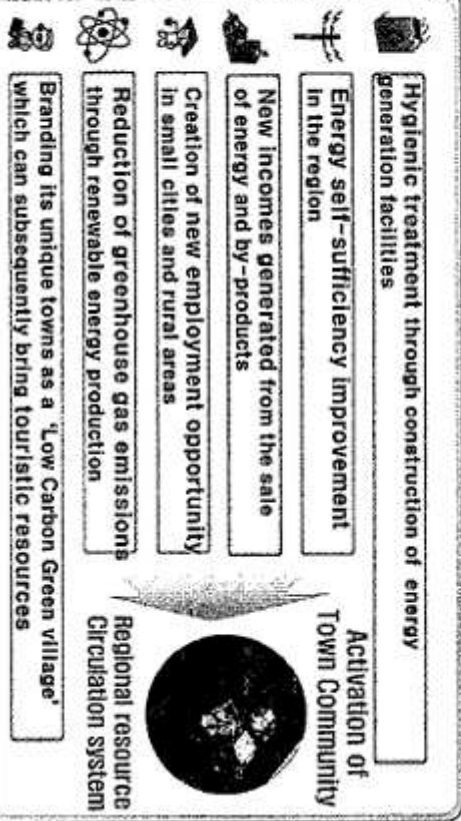 Hygienic treatment through construction of energy
generation facilities
Energy self-sufficiency improvement
in the region
New incomes generated from the sale
of energy and by-products
Creation of new employment opportunity
in small cities and rural areas
Reduction of greenhouse gas emissions
through renewable energy production
Branding its unique towns as a 'Low Carbon Green village'
which can subsequently bring touristic resources
Activation of
Town Community
Regional resource
Circulation system